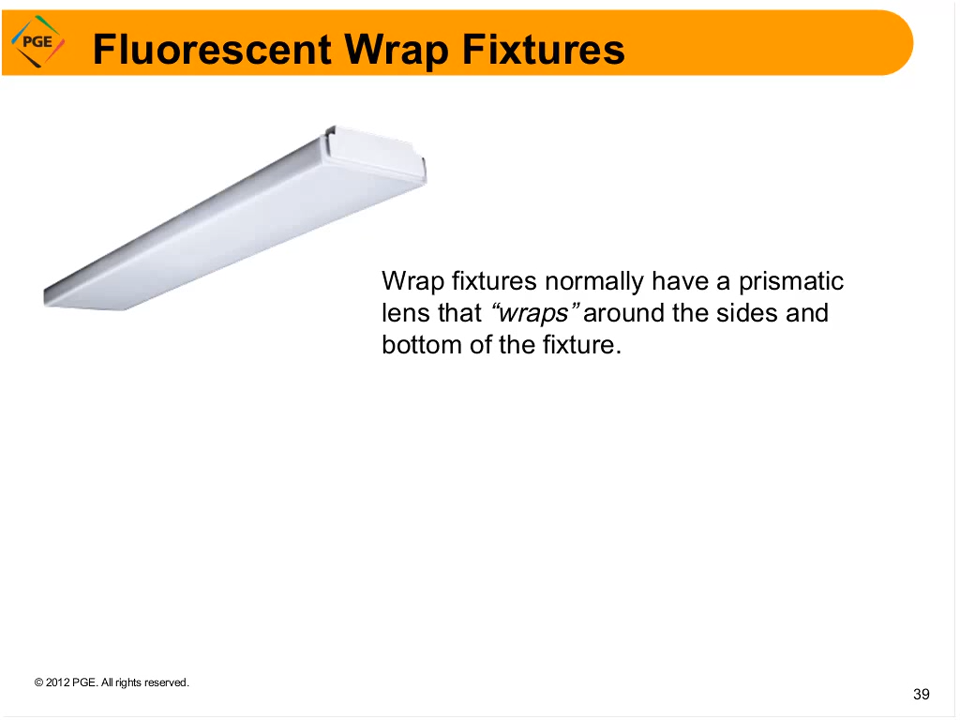 PGE
Fluorescent Wrap Fixtures
Wrap fixtures normally have a prismatic
lens that “wraps” around the sides and
bottom of the fixture.
© 2012 PGE. All rights reserved.
39